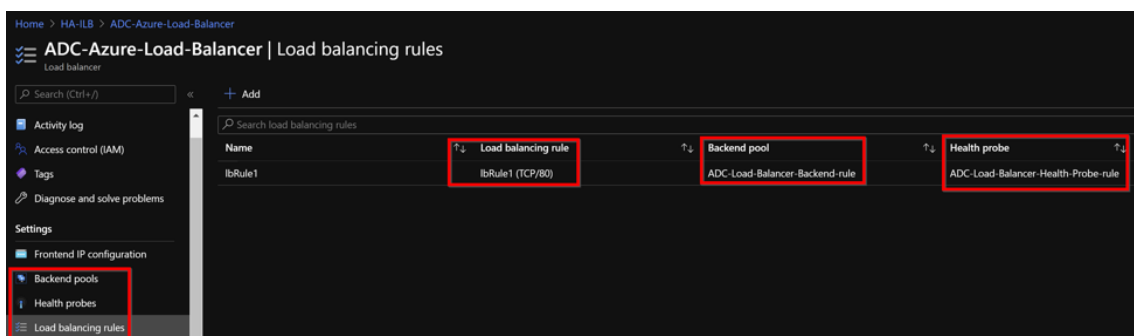 Home > HA-ILB > ADC-Azure-Load-Balancer
ADC-Azure-Load-Balancer | Load balancing rules
Load balancer
Search (Ctrl+/)
«
Activity log
Access control (IAM)
Tags
Diagnose and solve problems
Settings
Frontend IP configuration
Backend pools
Health probes
Load balancing rules
+ Add
Search load balancing rules
Name ↑↓ Load balancing rule ↑↓ Backend pool ↑↓ Health probe ↑↓
lbRule1 lbRule1 (TCP/80) ADC-Load-Balancer-Backend-rule ADC-Load-Balancer-Health-Probe-rule